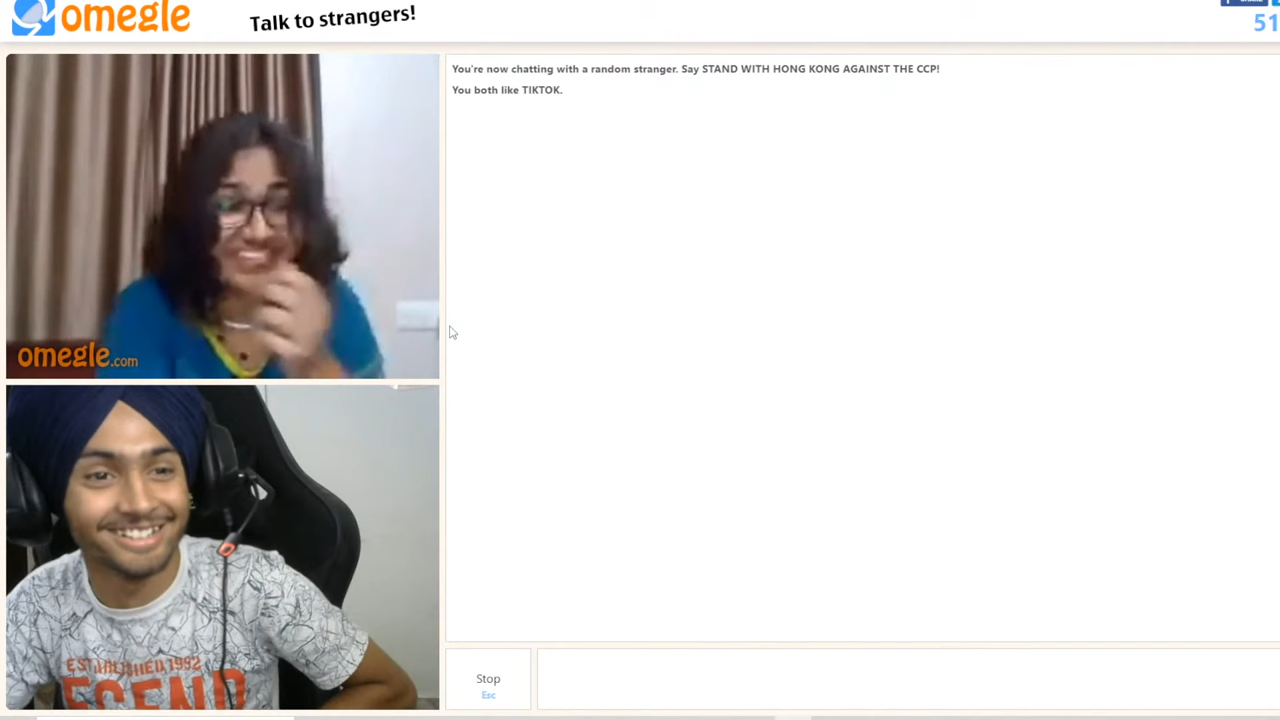 omegle
Talk to strangers!
51
You're now chatting with a random stranger. Say STAND WITH HONG KONG AGAINST THE CCP!
You both like TIKTOK.
omegle.com
ESTABLISHED 1992
Stop
Esc